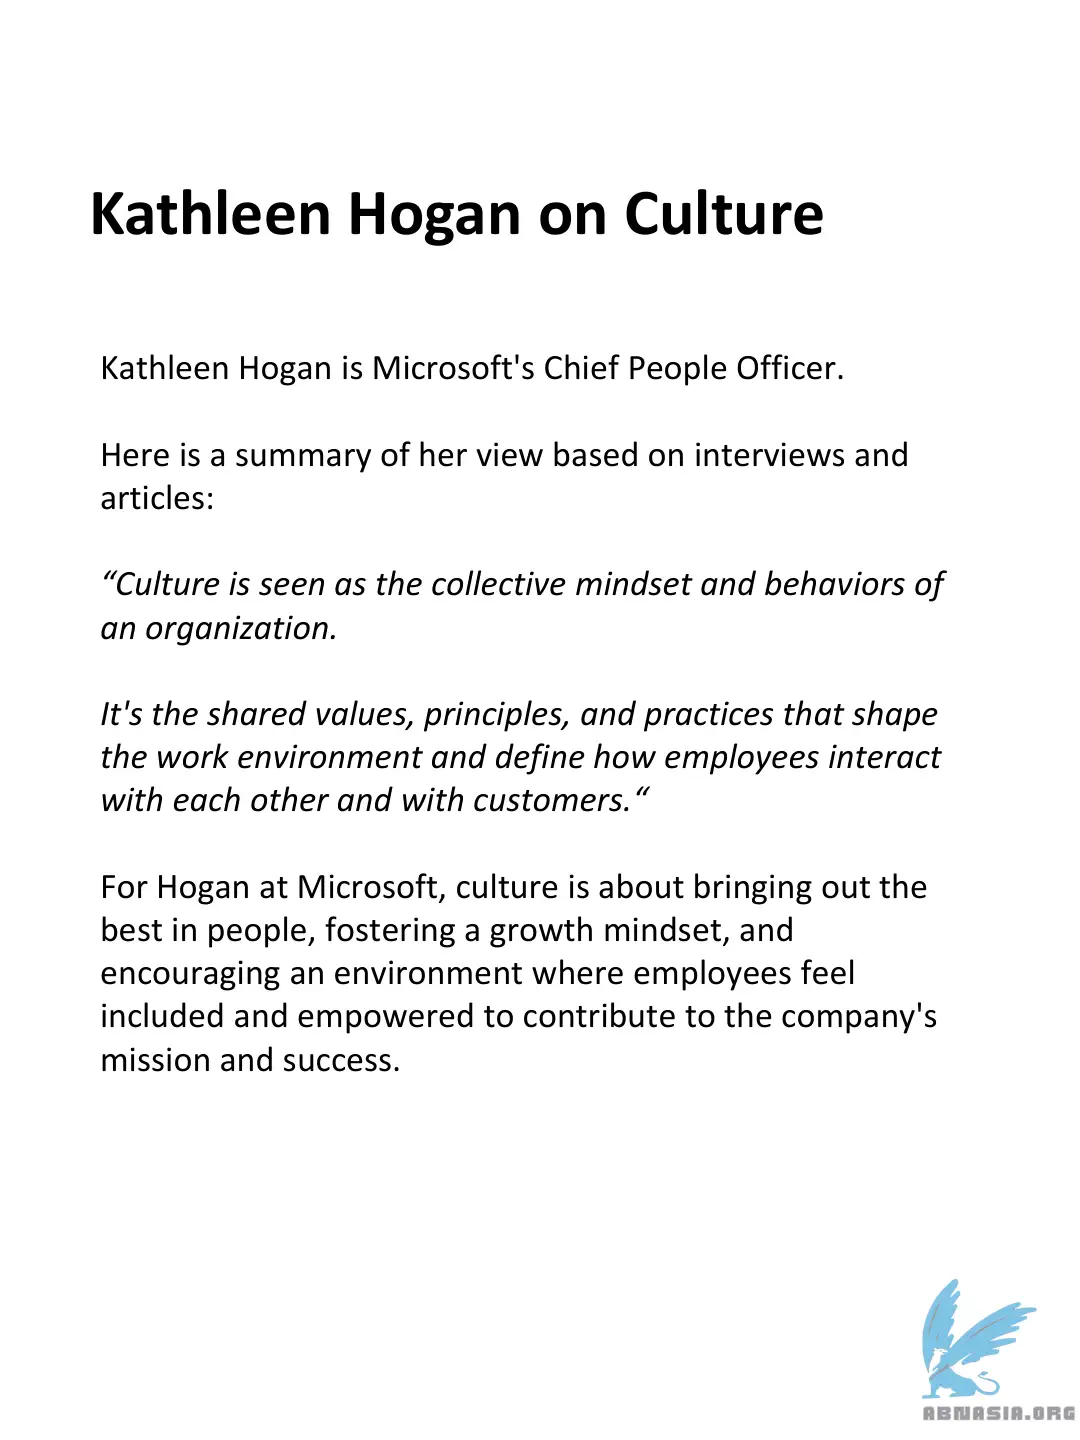 Kathleen Hogan on Culture
Kathleen Hogan is Microsoft's Chief People Officer.
Here is a summary of her view based on interviews and
articles:
“Culture is seen as the collective mindset and behaviors of
an organization.
It's the shared values, principles, and practices that shape
the work environment and define how employees interact
with each other and with customers.“
For Hogan at Microsoft, culture is about bringing out the
best in people, fostering a growth mindset, and
encouraging an environment where employees feel
included and empowered to contribute to the company's
mission and success.
ABNASIA.ORG